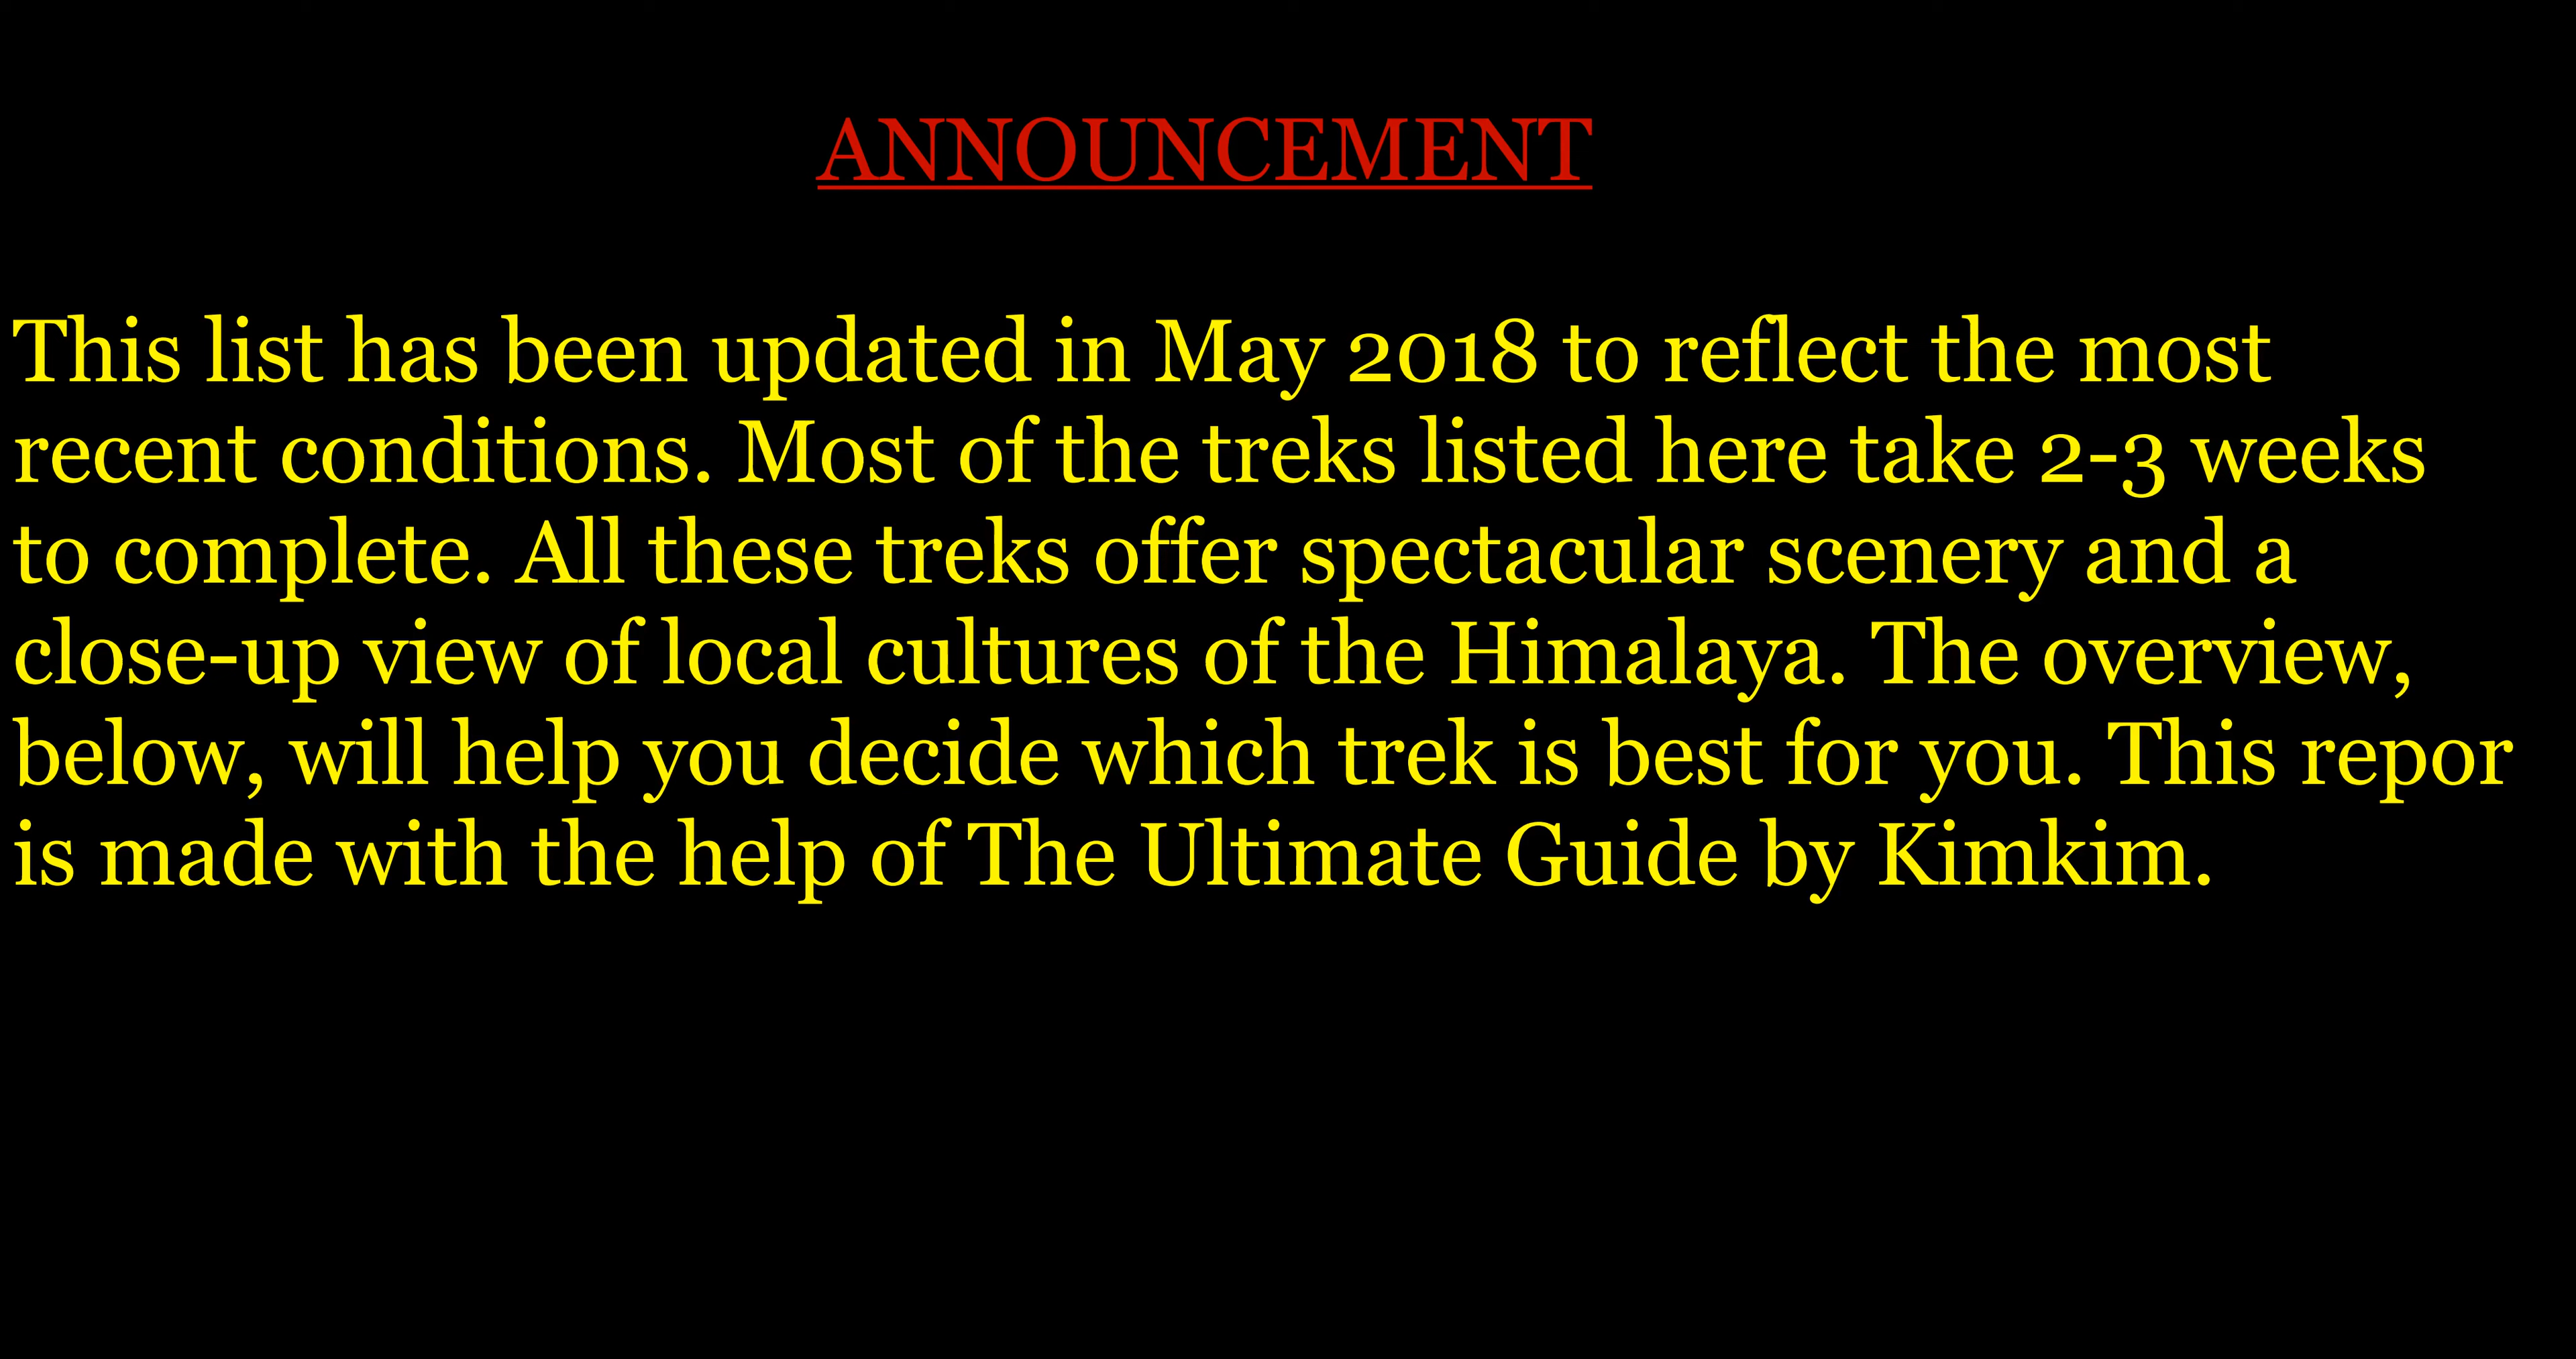 ANNOUNCEMENT
This list has been updated in May 2018 to reflect the most
recent conditions. Most of the treks listed here take 2-3 weeks
to complete. All these treks offer spectacular scenery and a
close-up view of local cultures of the Himalaya. The overview,
below, will help you decide which trek is best for you. This repor
is made with the help of The Ultimate Guide by Kimkim.